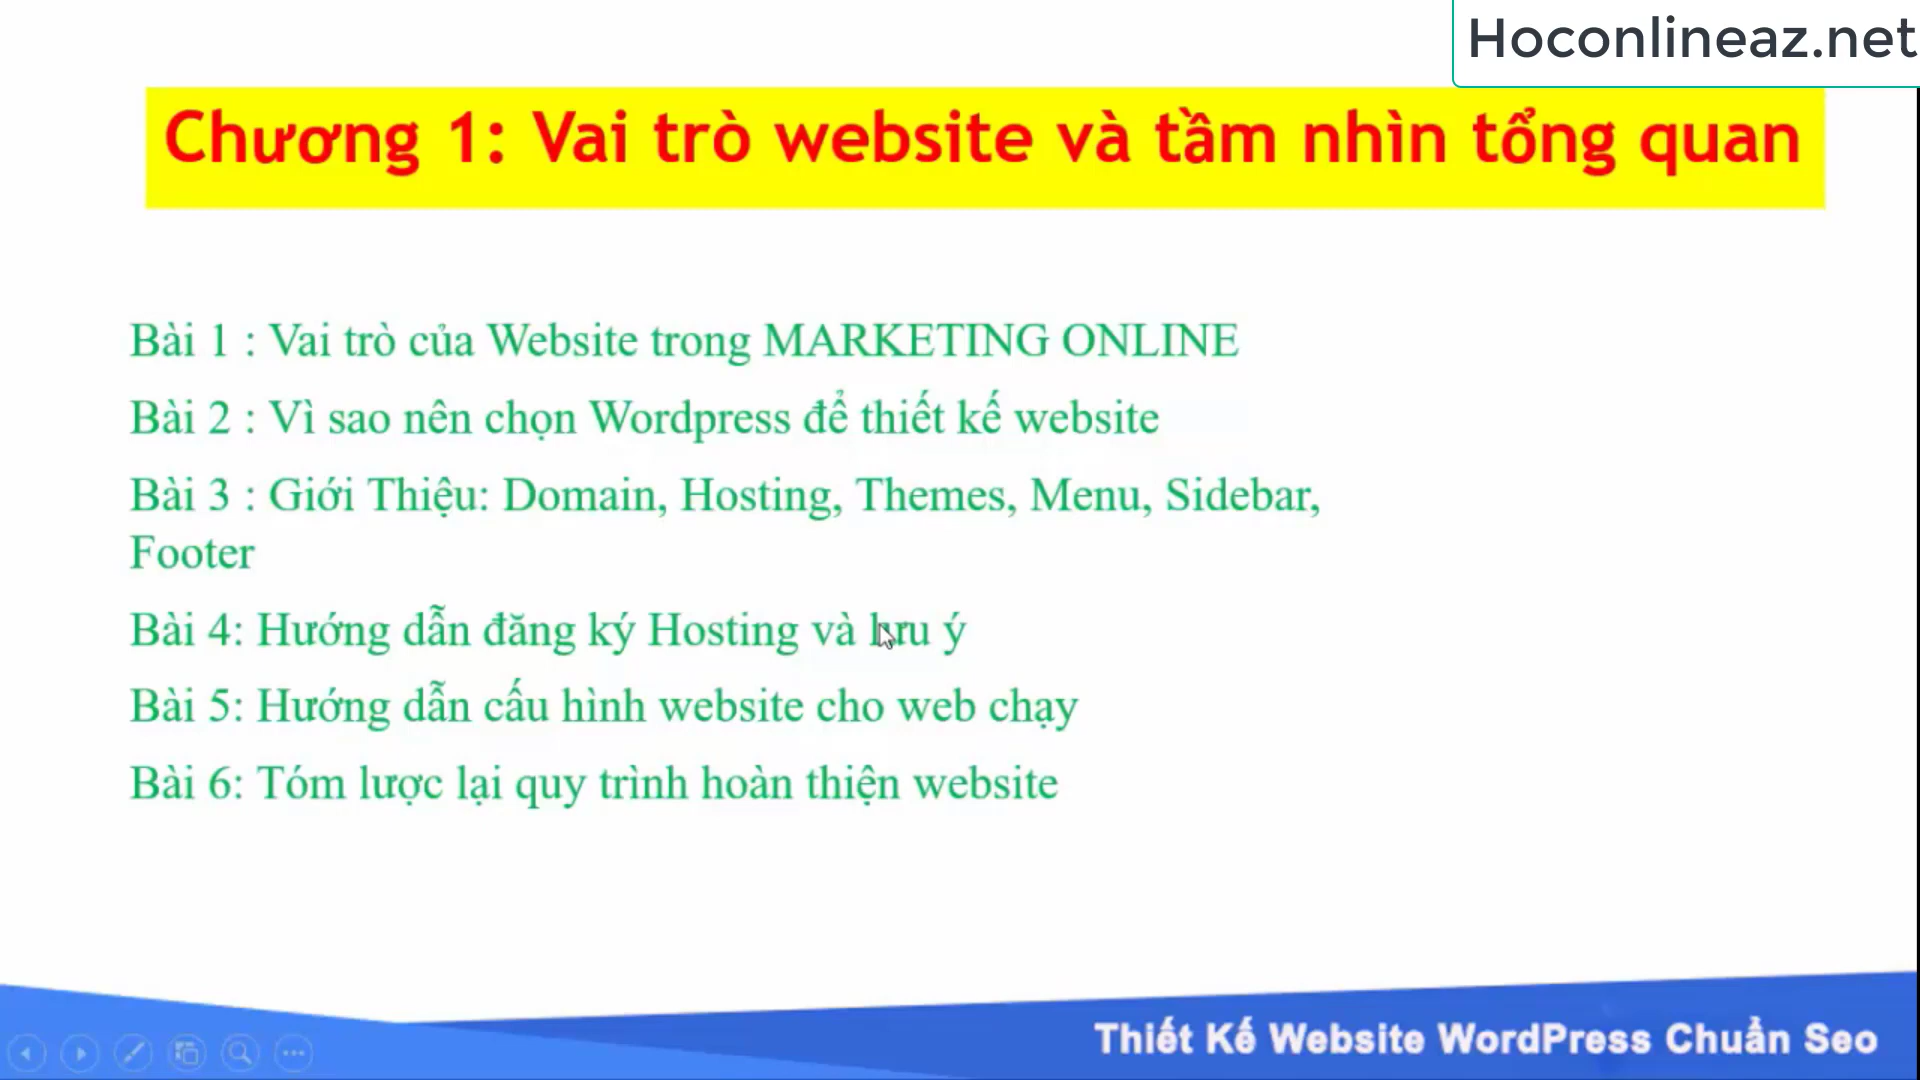 Hoconlineaz.net
Chương 1: Vai trò website và tầm nhìn tổng quan
Bài 1 : Vai trò của Website trong MARKETING ONLINE
Bài 2 : Vì sao nên chọn Wordpress để thiết kế website
Bài 3 : Giới Thiệu: Domain, Hosting, Themes, Menu, Sidebar,
Footer
Bài 4: Hướng dẫn đăng ký Hosting và lưu ý
Bài 5: Hướng dẫn cấu hình website cho web chạy
Bài 6: Tóm lược lại quy trình hoàn thiện website
Thiết Kế Website WordPress Chuẩn Seo